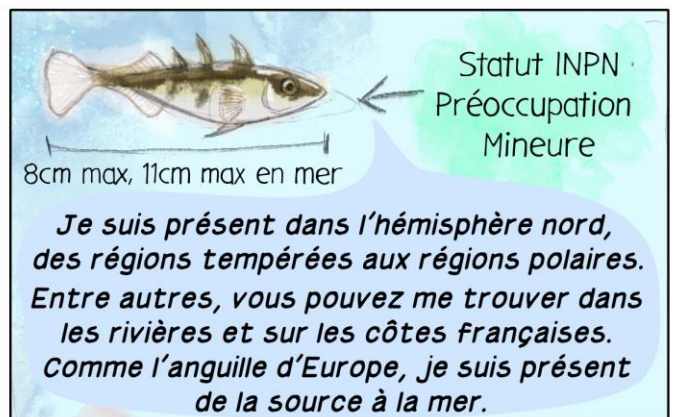 Statut INPN
Préoccupation
Mineure
8cm max, 11cm max en mer
Je suis présent dans l'hémisphère nord,
des régions tempérées aux régions polaires.
Entre autres, vous pouvez me trouver dans
les rivières et sur les côtes françaises.
Comme l'anguille d'Europe, je suis présent
de la source à la mer.